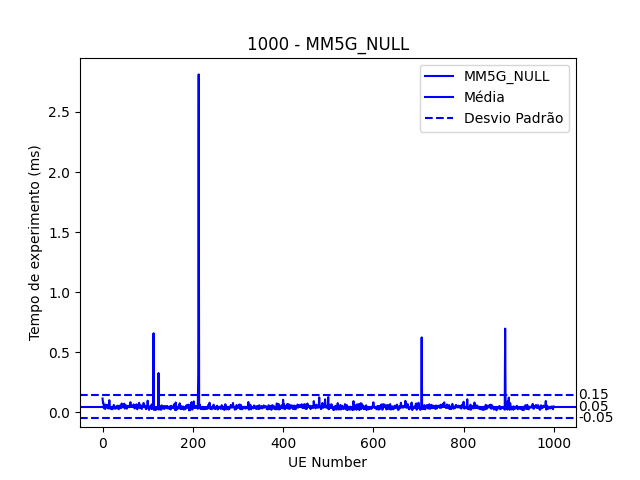 1000 - MM5G_NULL
MM5G_NULL
Média
Desvio Padrão
Tempo de experimento (ms)
2.5
2.0
1.5
1.0
0.5
0.0
0.15
0.05
-0.05
0 200 400 600 800 1000
UE Number